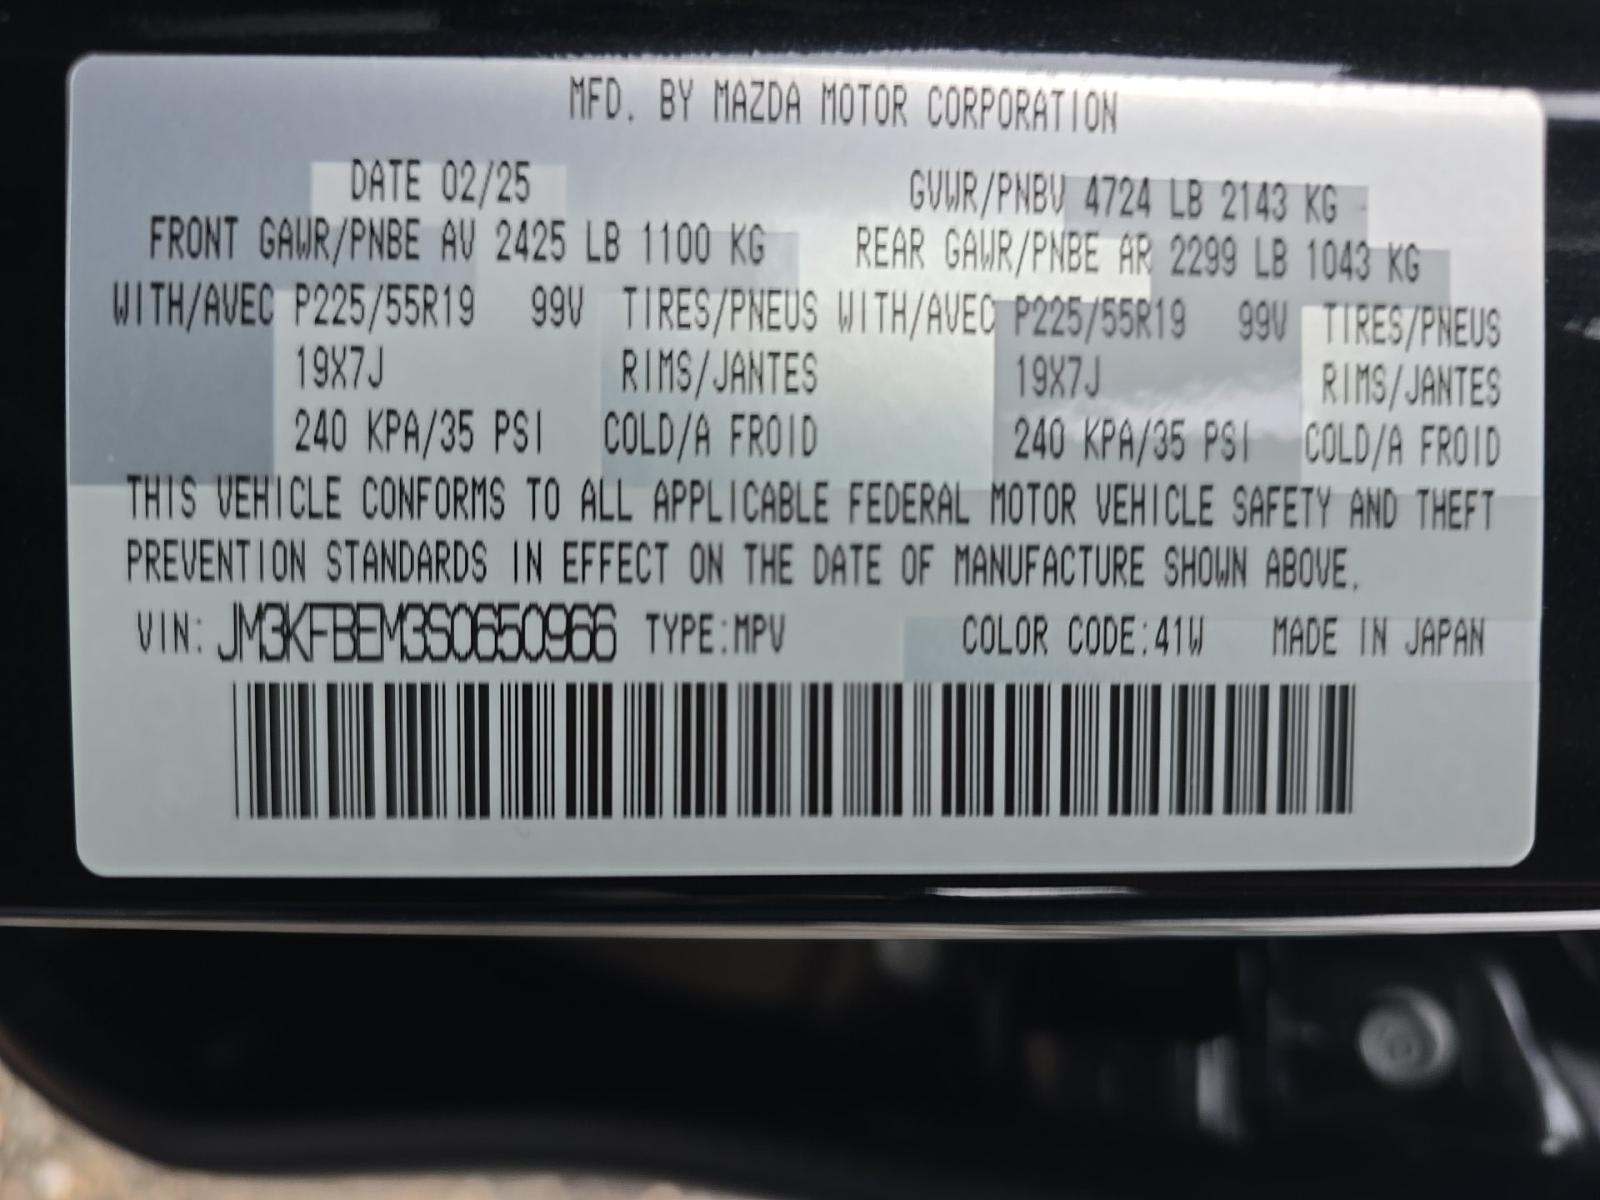 MFD. BY MAZDA MOTOR CORPORATION
DATE 02/25 GVWR/PNBV 4724 LB 2143 KG
FRONT GAWR/PNBE AV 2425 LB 1100 KG REAR GAWR/PNBE AR 2299 LB 1043 KG
WITH/AVEC P225/55R19 99V TIRES/PNEUS WITH/AVEC P225/55R19 99V TIRES/PNEUS
19X7J RIMS/JANTES 19X7J RIMS/JANTES
240 KPA/35 PSI COLD/A FROID 240 KPA/35 PSI COLD/A FROID
THIS VEHICLE CONFORMS TO ALL APPLICABLE FEDERAL MOTOR VEHICLE SAFETY AND THEFT
PREVENTION STANDARDS IN EFFECT ON THE DATE OF MANUFACTURE SHOWN ABOVE.
VIN: JM3KFBEM3S0650966 TYPE:MPV COLOR CODE:41W MADE IN JAPAN